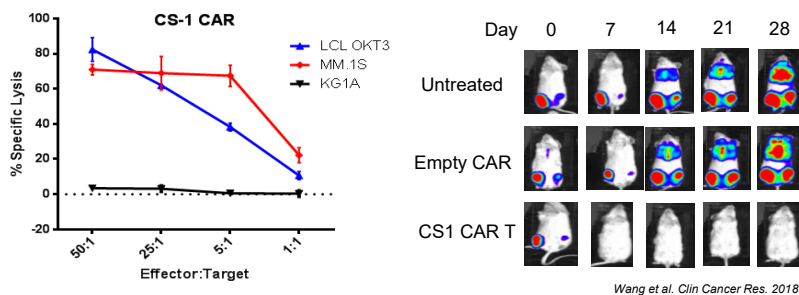 CS-1 CAR
100
80
60
40
20
0
-20
% Specific Lysis
LCL OKT3
MM.1S
KG1A
50:1 25:1 5:1 1:1
Effector:Target
Day 0 7 14 21 28
Untreated
Empty CAR
CS1 CAR T
Wang et al. Clin Cancer Res. 2018